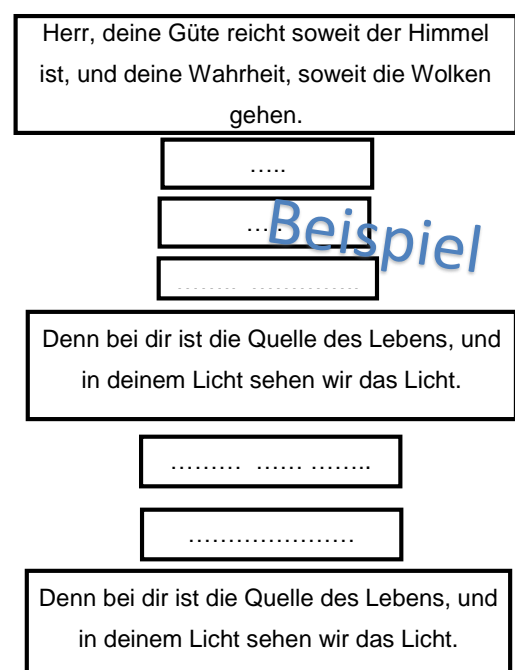 Herr, deine Güte reicht soweit der Himmel
ist, und deine Wahrheit, soweit die Wolken
gehen.
…..
…..
Beispiel
…….. …………..
Denn bei dir ist die Quelle des Lebens, und
in deinem Licht sehen wir das Licht.
……… …… ……..
…………………
Denn bei dir ist die Quelle des Lebens, und
in deinem Licht sehen wir das Licht.